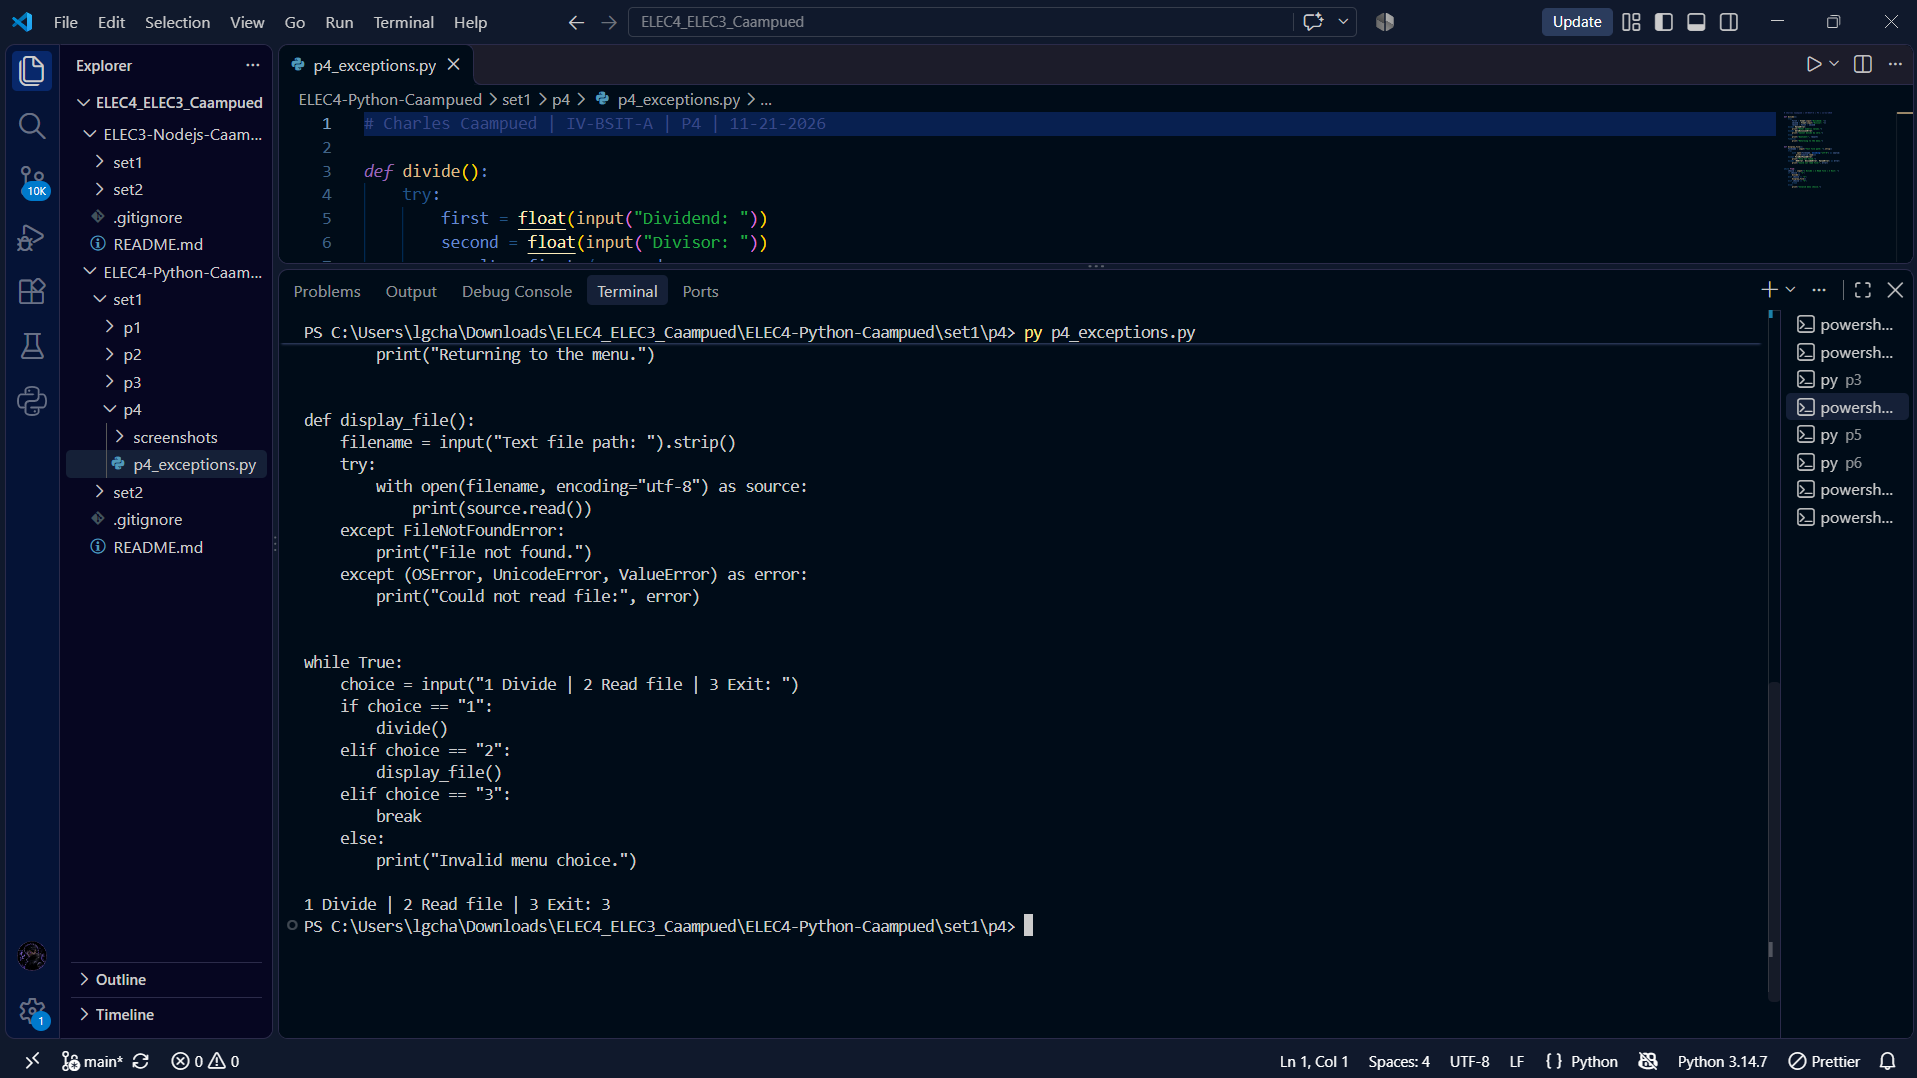 File Edit Selection View Go Run Terminal Help
ELEC4_ELEC3_Caampued
Update
Explorer
ELEC4_ELEC3_Caampued
ELEC3-Nodejs-Caam...
set1
set2
.gitignore
README.md
ELEC4-Python-Caam...
set1
p1
p2
p3
p4
screenshots
p4_exceptions.py
set2
.gitignore
README.md
Outline
Timeline
10K
1
p4_exceptions.py
ELEC4-Python-Caampued > set1 > p4 > p4_exceptions.py > ...
1 # Charles Caampued | IV-BSIT-A | P4 | 11-21-2026
2
3 def divide():
4 try:
5 first = float(input("Dividend: "))
6 second = float(input("Divisor: "))
Problems Output Debug Console Terminal Ports
PS C:\Users\lgcha\Downloads\ELEC4_ELEC3_Caampued\ELEC4-Python-Caampued\set1\p4> py p4_exceptions.py
print("Returning to the menu.")
def display_file():
filename = input("Text file path: ").strip()
try:
with open(filename, encoding="utf-8") as source:
print(source.read())
except FileNotFoundError:
print("File not found.")
except (OSError, UnicodeError, ValueError) as error:
print("Could not read file:", error)
while True:
choice = input("1 Divide | 2 Read file | 3 Exit: ")
if choice == "1":
divide()
elif choice == "2":
display_file()
elif choice == "3":
break
else:
print("Invalid menu choice.")
1 Divide | 2 Read file | 3 Exit: 3
PS C:\Users\lgcha\Downloads\ELEC4_ELEC3_Caampued\ELEC4-Python-Caampued\set1\p4>
powersh...
powersh...
py p3
powersh...
py p5
py p6
powersh...
powersh...
main* 0 0
Ln 1, Col 1 Spaces: 4 UTF-8 LF {} Python Python 3.14.7 Prettier